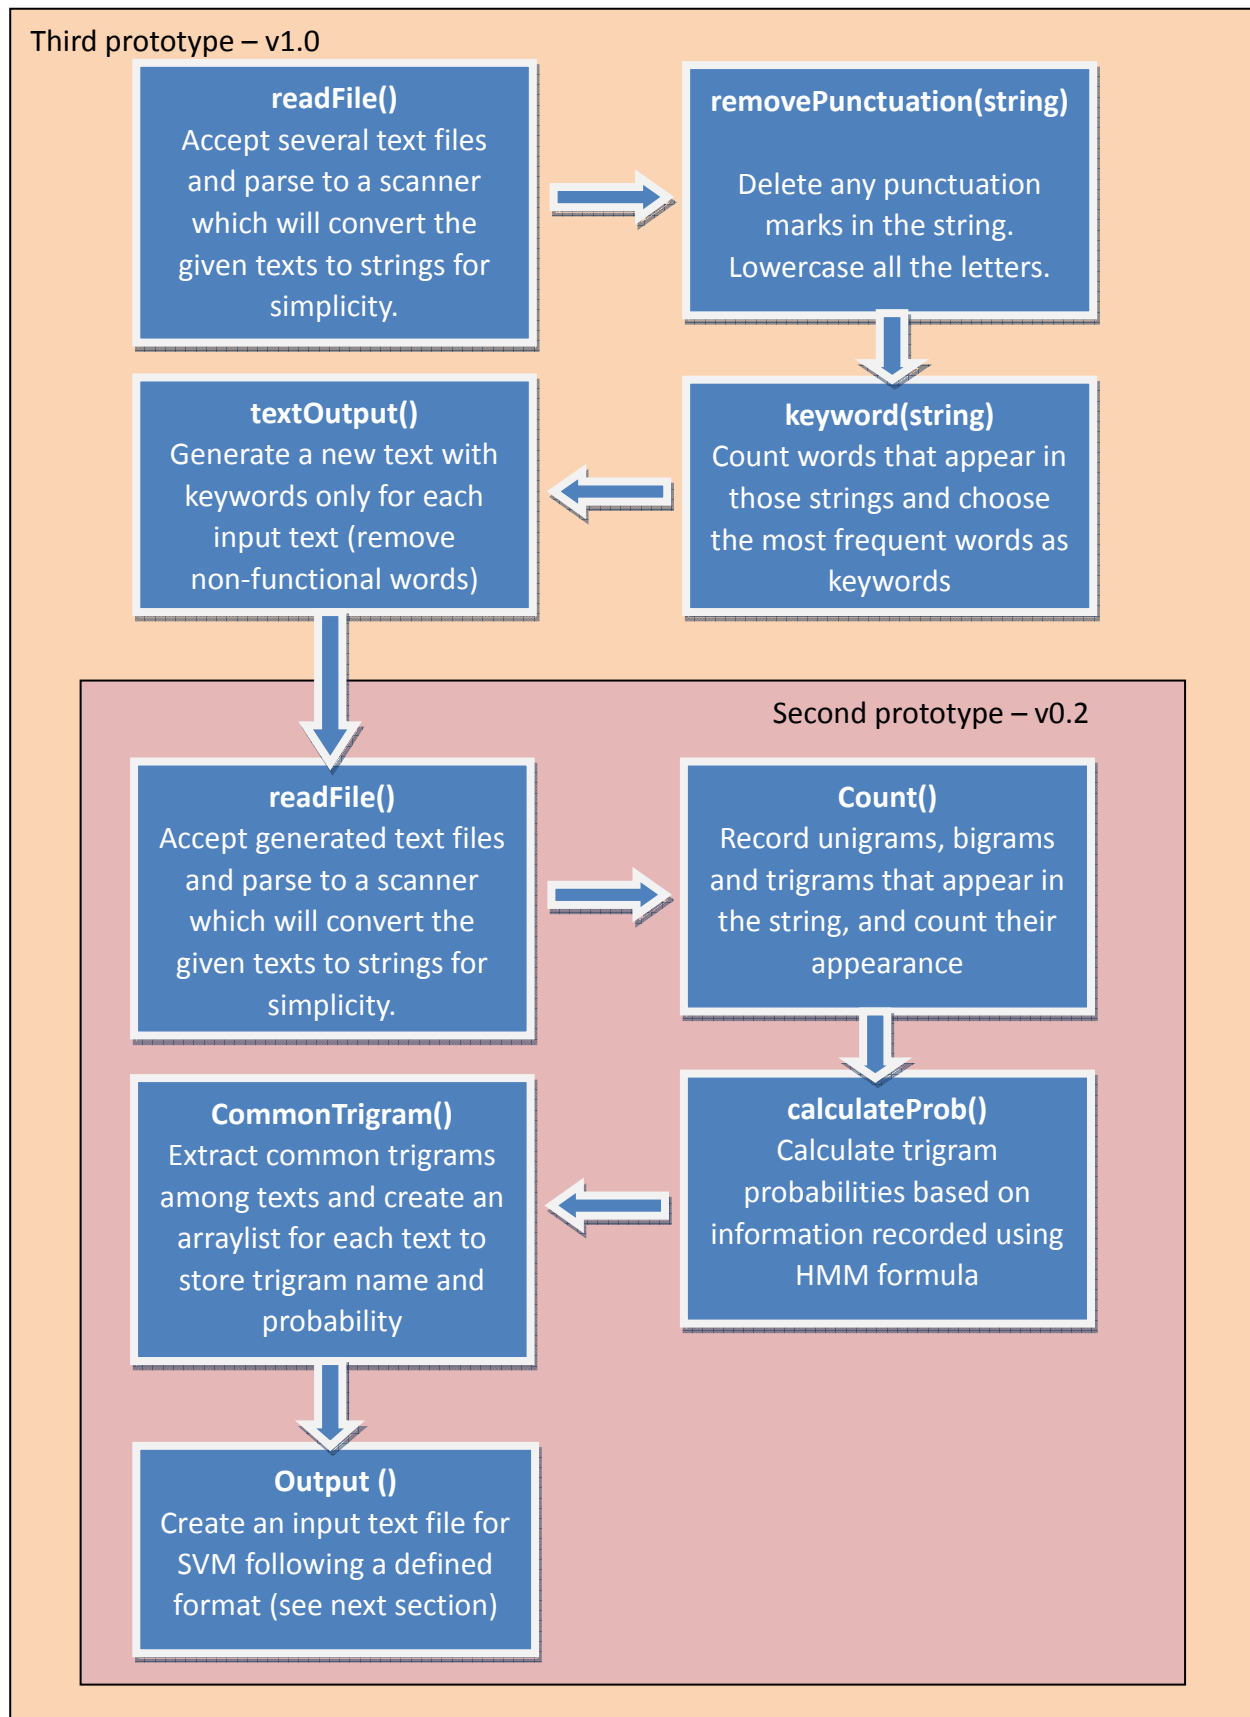 Third prototype – v1.0
readFile()
Accept several text files
and parse to a scanner
which will convert the
given texts to strings for
simplicity.
removePunctuation(string)
Delete any punctuation
marks in the string.
Lowercase all the letters.
keyword(string)
Count words that appear in
those strings and choose
the most frequent words as
keywords
textOutput()
Generate a new text with
keywords only for each
input text (remove
non-functional words)
Second prototype – v0.2
readFile()
Accept generated text files
and parse to a scanner
which will convert the
given texts to strings for
simplicity.
Count()
Record unigrams, bigrams
and trigrams that appear in
the string, and count their
appearance
calculateProb()
Calculate trigram
probabilities based on
information recorded using
HMM formula
CommonTrigram()
Extract common trigrams
among texts and create an
arraylist for each text to
store trigram name and
probability
Output ()
Create an input text file for
SVM following a defined
format (see next section)